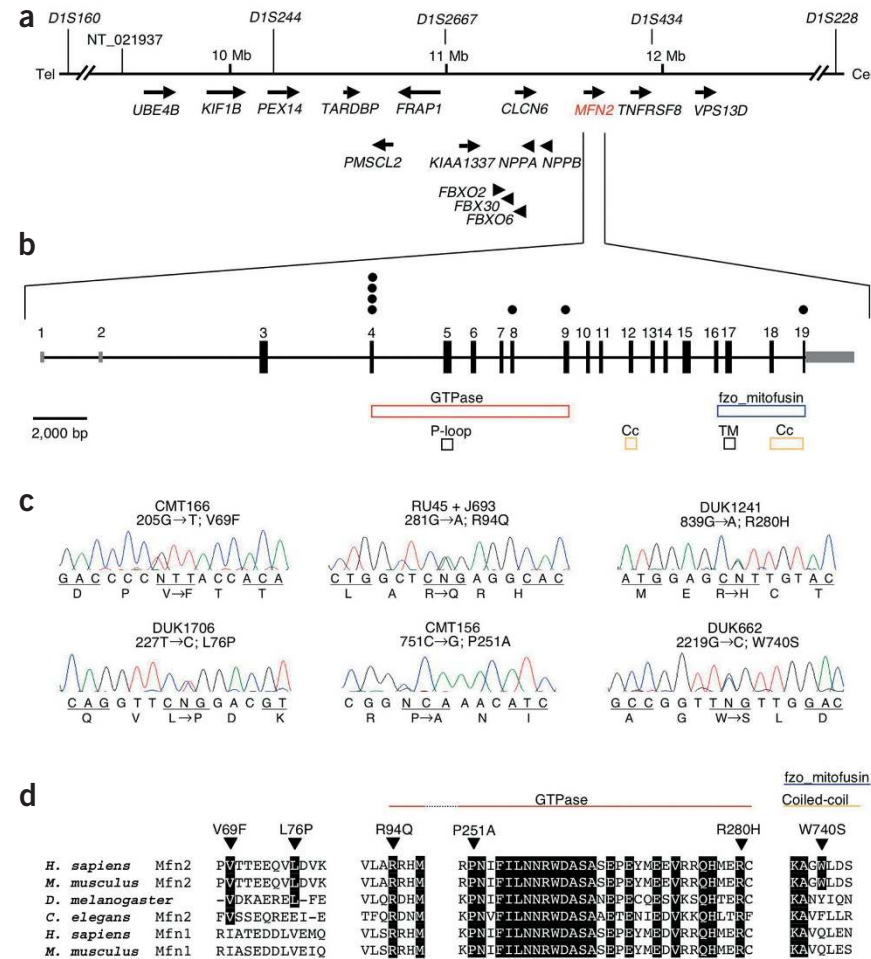 a
D1S160 D1S244 D1S2667 D1S434 D1S228
NT_021937
10 Mb 11 Mb 12 Mb
Tel Ce
UBE4B KIF1B PEX14 TARDBP FRAP1 CLCN6 MFN2 TNFRSF8 VPS13D
PMSCL2 KIAA1337 NPPA NPPB
FBXO2
FBX30
FBXO6
b
1 2 3 4 5 6 7 8 9 10 11 12 13 14 15 16 17 18 19
GTPase fzo_mitofusin
2,000 bp P-loop Cc TM Cc
c
CMT166 RU45 + J693 DUK1241
205G→T; V69F 281G→A; R94Q 839G→A; R280H
GACCCCNTTACCACA CTGGCTCNGAGGCAC ATGGAGCNTTGTAC
D P V→F T T L A R→Q R H M E R→H C T
DUK1706 CMT156 DUK662
227T→C; L76P 751C→G; P251A 2219G→C; W740S
CAGGTTCNGGACGT CGGNCAAACATC GCCGGTTNGTTGGAC
Q V L→P D K R P→A N I A G W→S L D
d
fzo_mitofusin
GTPase Coiled-coil
V69F L76P R94Q P251A R280H W740S
H. sapiens Mfn2 PVTTEEQVLDVK VLARRHM RPNIFILNNRWDASASEPEYMEEVRRQHMERC KAGWLDS
M. musculus Mfn2 PVTTEEQVLDVK VLARRHM RPNIFILNNRWDASASEPEYMEEVRRQHMERC KAGWLDS
D. melanogaster -VDKAEREL-FE VLQRDHM KPNVFILNNRWDASANEPECQESVKSQHTERC KANYIQN
C. elegans Mfn2 FVSSEQREEI-E TFQRDNM KPNVFILNNRWDASAAETENIEDVKKQHLTRF KAVFLLR
H. sapiens Mfn1 RIATEDDLVEMQ VLSRRHM KPNIFILNNRWDASASEPEYMEDVRRQHMERC KAVQLEN
M. musculus Mfn1 RIASEDDLVEIQ VLSRRHM KPNIFILNNRWDASASEPEYMEDVRRQHMERC KAVQLES